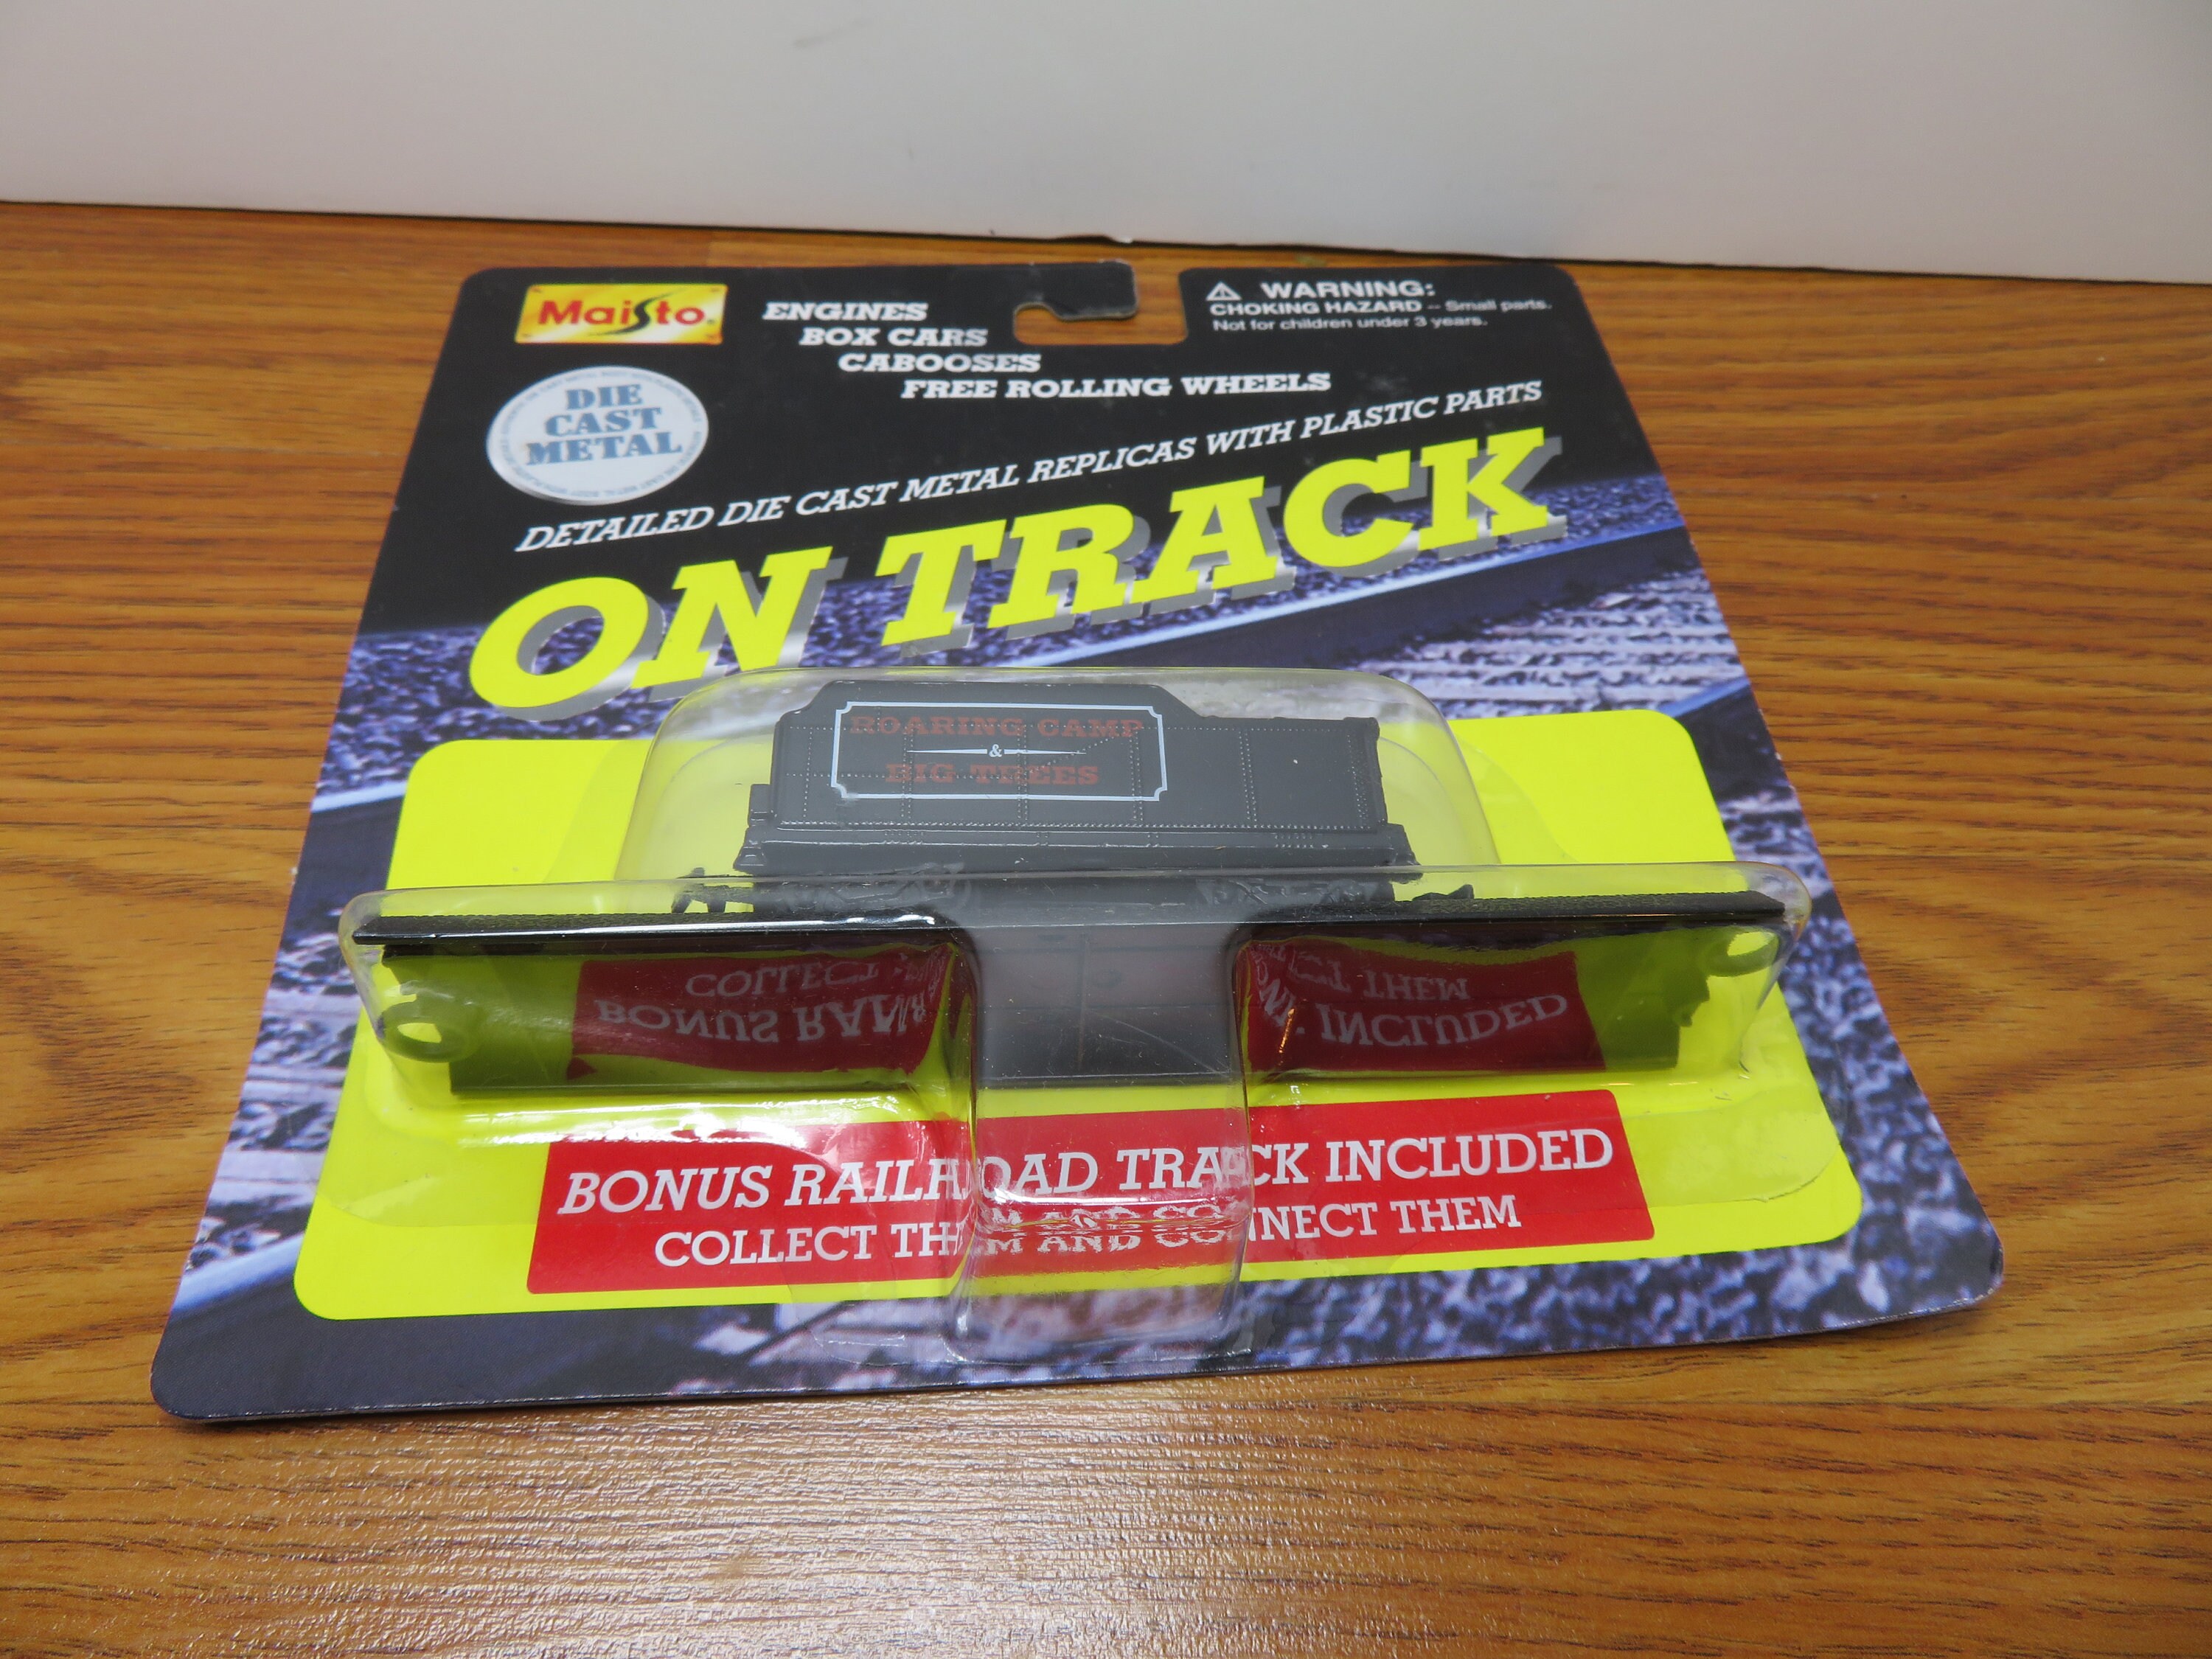 Maisto
ENGINES
BOX CARS
CABOOSES
FREE ROLLING WHEELS
WARNING:
CHOKING HAZARD -- Small parts.
Not for children under 3 years.
DIE
CAST
METAL
DETAILED DIE CAST METAL REPLICAS WITH PLASTIC PARTS
ON TRACK
ROARING CAMP
&
BIG TREES
BONUS RAILROAD TRACK INCLUDED
COLLECT THEM AND CONNECT THEM